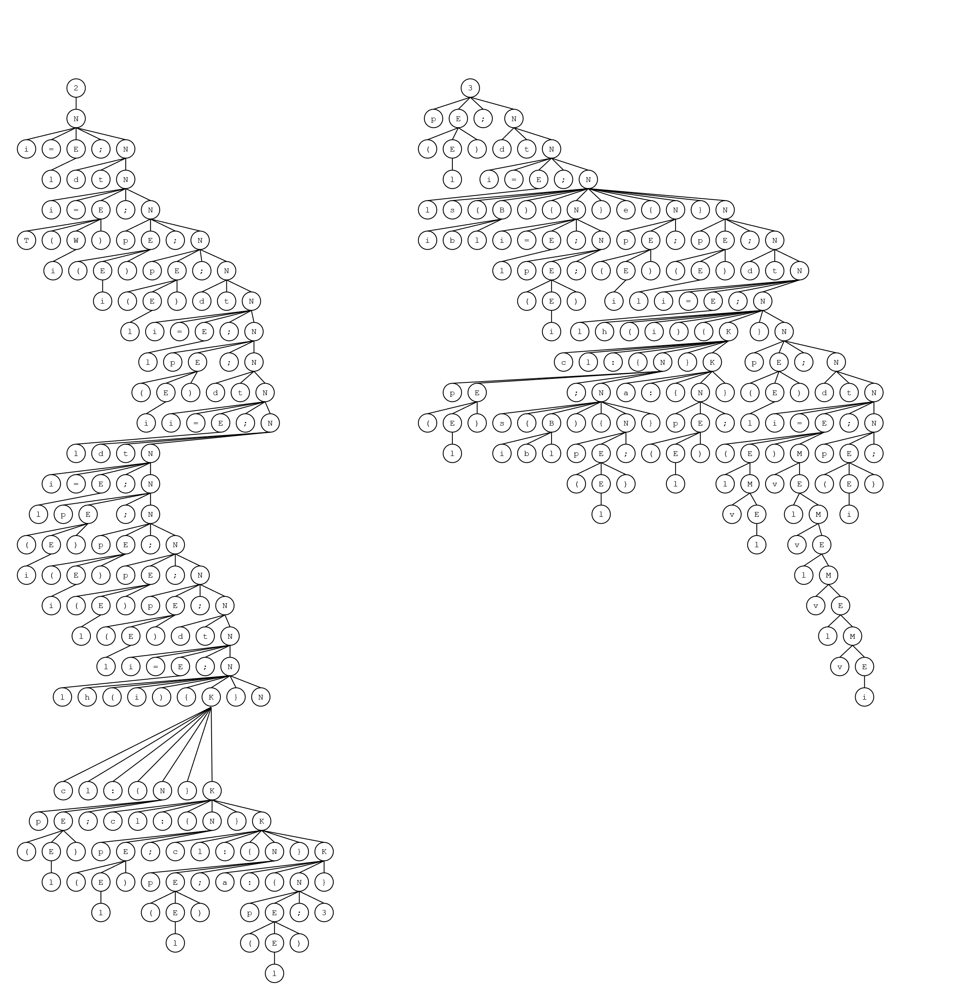 2 3
N p E ; N
i = E ; N ( E ) d t N
l d t N l i = E ; N
i = E ; N l s ( B ) { N } e { N } N
T ( W ) p E ; N i b l i = E ; N p E ; p E ; N
i ( E ) p E ; N l p E ; ( E ) ( E ) d t N
i ( E ) d t N ( E ) i l i = E ; N
l i = E ; N i l h ( i ) { K } N
l p E ; N c l : { N } K p E ; N
( E ) d t N p E ; N a : { N } ( E ) d t N
i i = E ; N ( E ) s ( B ) { N } p E ; l i = E ; N
l d t N l i b l p E ; ( E ) ( E ) M p E ;
i = E ; N ( E ) l l M v E ( E )
l p E ; N l v E l M i
( E ) p E ; N l v E
i ( E ) p E ; N l M
i ( E ) p E ; N v E
l ( E ) d t N l M
l i = E ; N v E
l h ( i ) { K } N i
c l : { N } K
p E ; c l : { N } K
( E ) p E ; c l : { N } K
l ( E ) p E ; a : { N }
l ( E ) p E ; 3
l ( E )
l